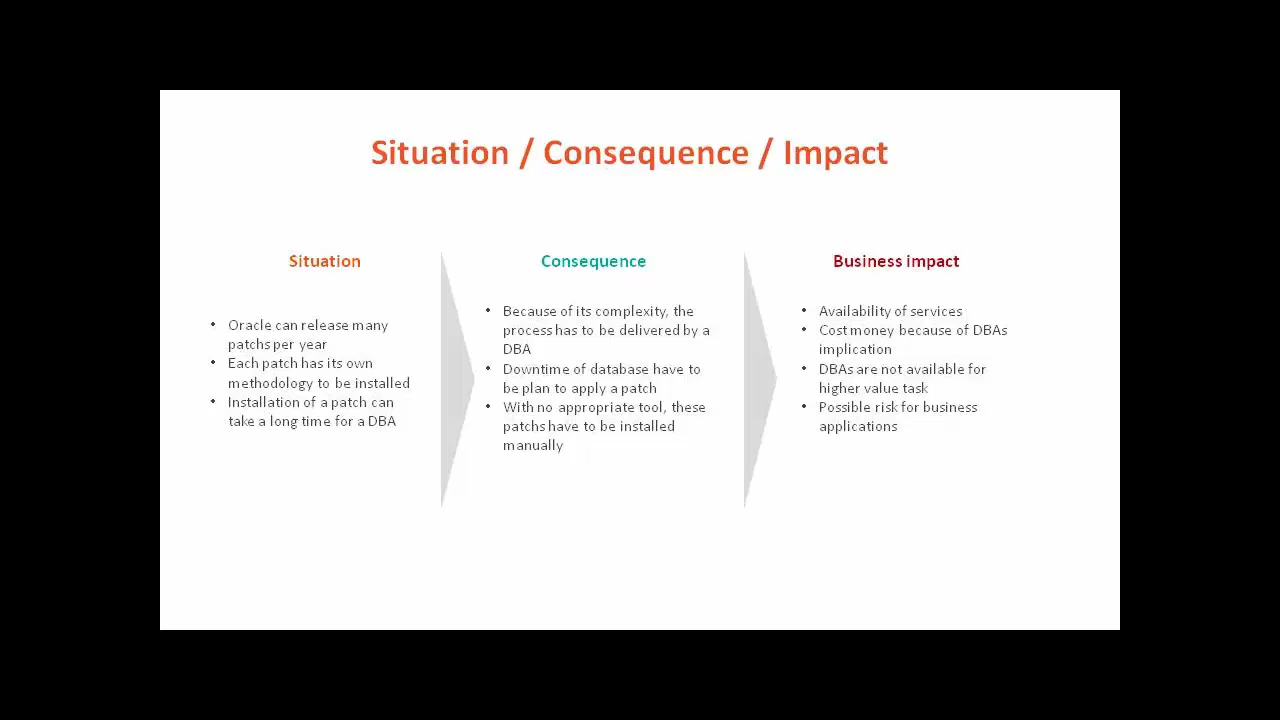 Situation / Consequence / Impact
Situation
• Oracle can release many
patchs per year
• Each patch has its own
methodology to be installed
• Installation of a patch can
take a long time for a DBA
Consequence
• Because of its complexity, the
process has to be delivered by a
DBA
• Downtime of database have to
be plan to apply a patch
• With no appropriate tool, these
patchs have to be installed
manually
Business impact
• Availability of services
• Cost money because of DBAs
implication
• DBAs are not available for
higher value task
• Possible risk for business
applications